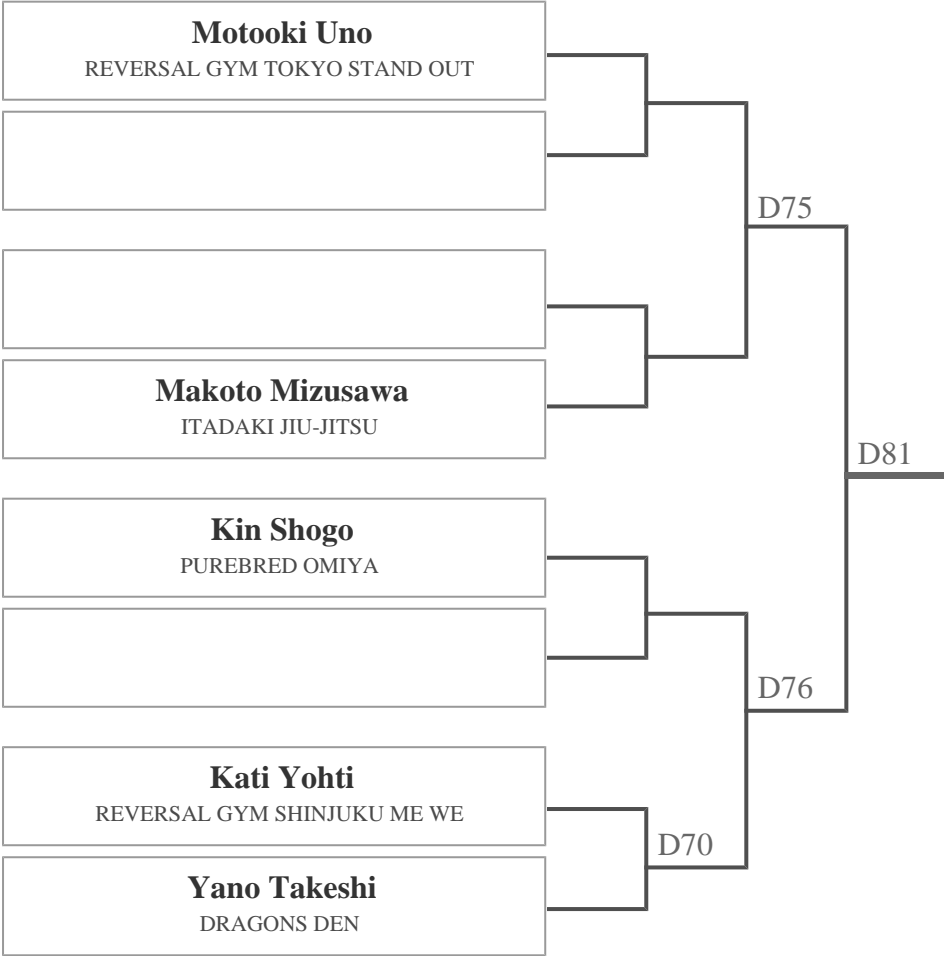 Motooki Uno
REVERSAL GYM TOKYO STAND OUT
D75
Makoto Mizusawa
ITADAKI JIU-JITSU
D81
Kin Shogo
PUREBRED OMIYA
D76
Kati Yohti
REVERSAL GYM SHINJUKU ME WE
D70
Yano Takeshi
DRAGONS DEN